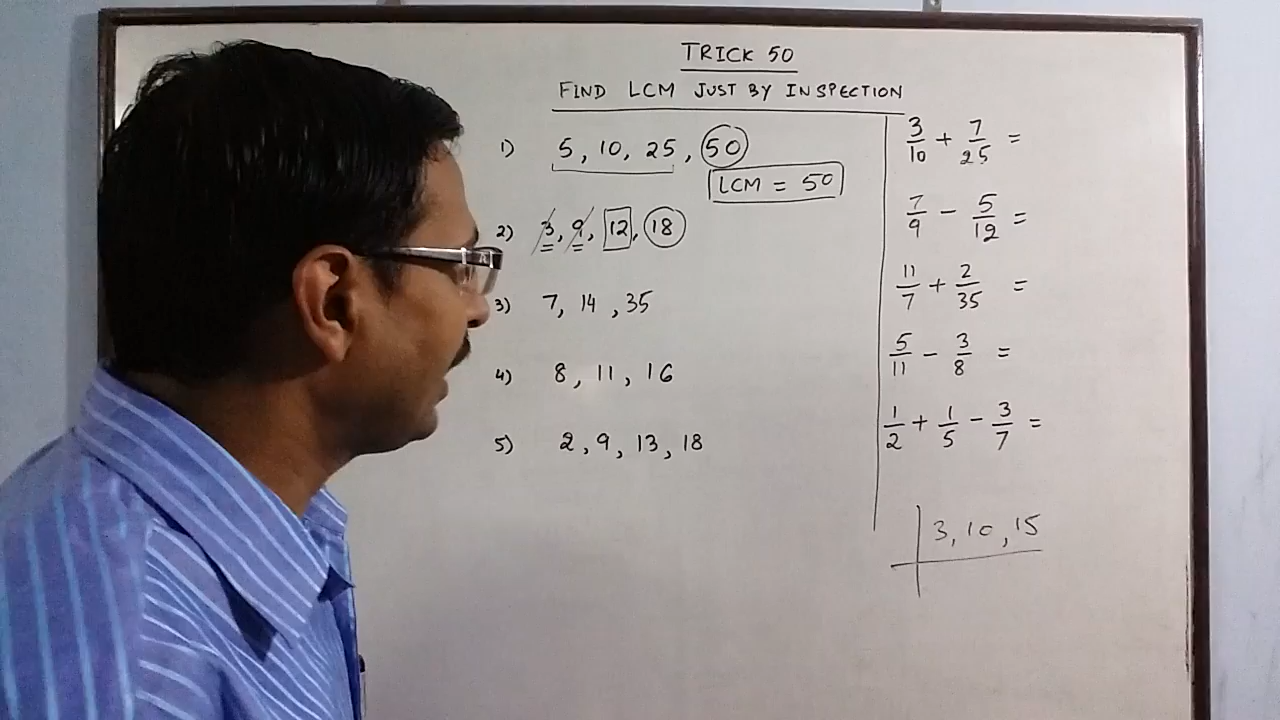 TRICK 50
FIND LCM JUST BY INSPECTION
1) 5, 10, 25, 50
LCM = 50
2) 3, 9, 12, 18
3) 7, 14, 35
4) 8, 11, 16
5) 2, 9, 13, 18
3/10 + 7/25 =
7/9 - 5/12 =
11/7 + 2/35 =
5/11 - 3/8 =
1/2 + 1/5 - 3/7 =
3, 10, 15